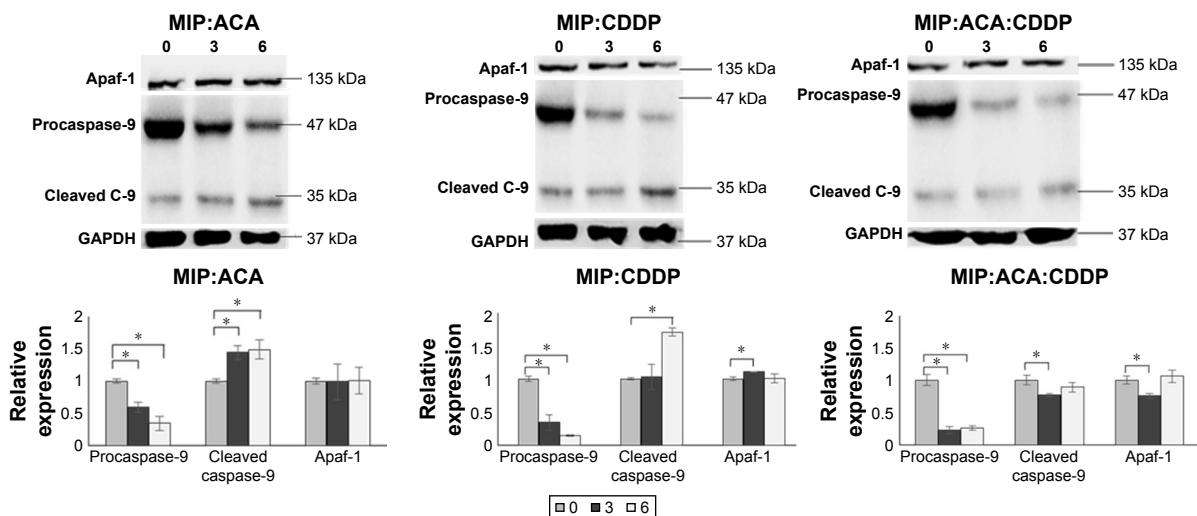 MIP:ACA
0 3 6
Apaf-1
135 kDa
Procaspase-9
47 kDa
Cleaved C-9
35 kDa
GAPDH
37 kDa
MIP:CDDP
0 3 6
Apaf-1
135 kDa
Procaspase-9
47 kDa
Cleaved C-9
35 kDa
GAPDH
37 kDa
MIP:ACA:CDDP
0 3 6
Apaf-1
135 kDa
Procaspase-9
47 kDa
Cleaved C-9
35 kDa
GAPDH
37 kDa
MIP:ACA
Relative
expression
2
1.5
1
0.5
0
* * * *
Procaspase-9 Cleaved Apaf-1
caspase-9
MIP:CDDP
Relative
expression
2
1.5
1
0.5
0
* * * *
Procaspase-9 Cleaved Apaf-1
caspase-9
MIP:ACA:CDDP
Relative
expression
2
1.5
1
0.5
0
* * * *
Procaspase-9 Cleaved Apaf-1
caspase-9
0 3 6